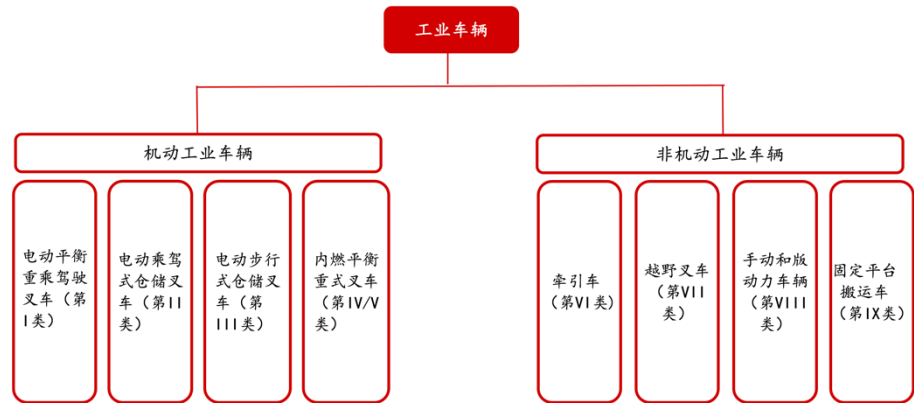 工业车辆
机动工业车辆
非机动工业车辆
电动平衡
重乘驾驶
叉车（第
I类）
电动乘驾
式仓储叉
车（第II
类）
电动步行
式仓储叉
车（第
III类）
内燃平衡
重式叉车
（第IV/V
类）
牵引车
（第VI类）
越野叉车
（第VII
类）
手动和版
动力车辆
（第VIII
类）
固定平台
搬运车
（第IX类）